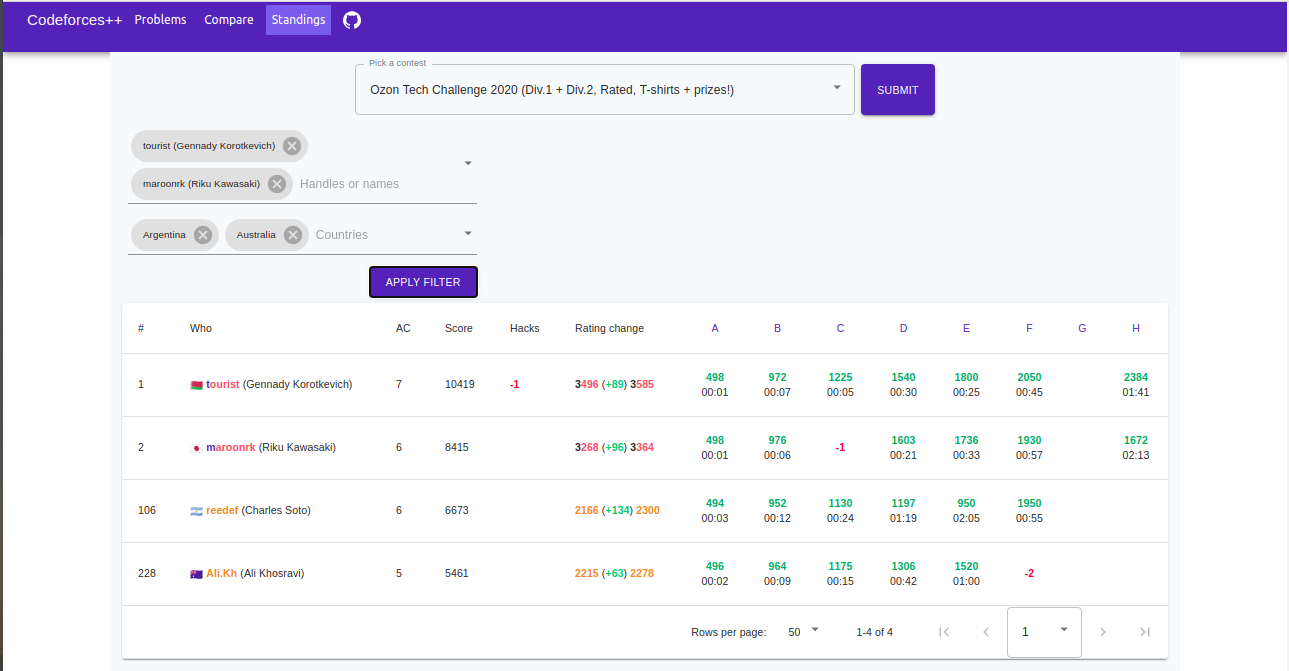 Codeforces++ Problems Compare Standings
Pick a contest
Ozon Tech Challenge 2020 (Div.1 + Div.2, Rated, T-shirts + prizes!)
SUBMIT
tourist (Gennady Korotkevich)
maroonrk (Riku Kawasaki) Handles or names
Argentina Australia Countries
APPLY FILTER
# Who AC Score Hacks Rating change A B C D E F G H
1 tourist (Gennady Korotkevich) 7 10419 -1 3496 (+89) 3585 498 972 1225 1540 1800 2050 2384
00:01 00:07 00:05 00:30 00:25 00:45 01:41
2 maroonrk (Riku Kawasaki) 6 8415 3268 (+96) 3364 498 976 -1 1603 1736 1930 1672
00:01 00:06 00:21 00:33 00:57 02:13
106 reedef (Charles Soto) 6 6673 2166 (+134) 2300 494 952 1130 1197 950 1950
00:03 00:12 00:24 01:19 02:05 00:55
228 Ali.Kh (Ali Khosravi) 5 5461 2215 (+63) 2278 496 964 1175 1306 1520 -2
00:02 00:09 00:15 00:42 01:00
Rows per page: 50 1-4 of 4 1